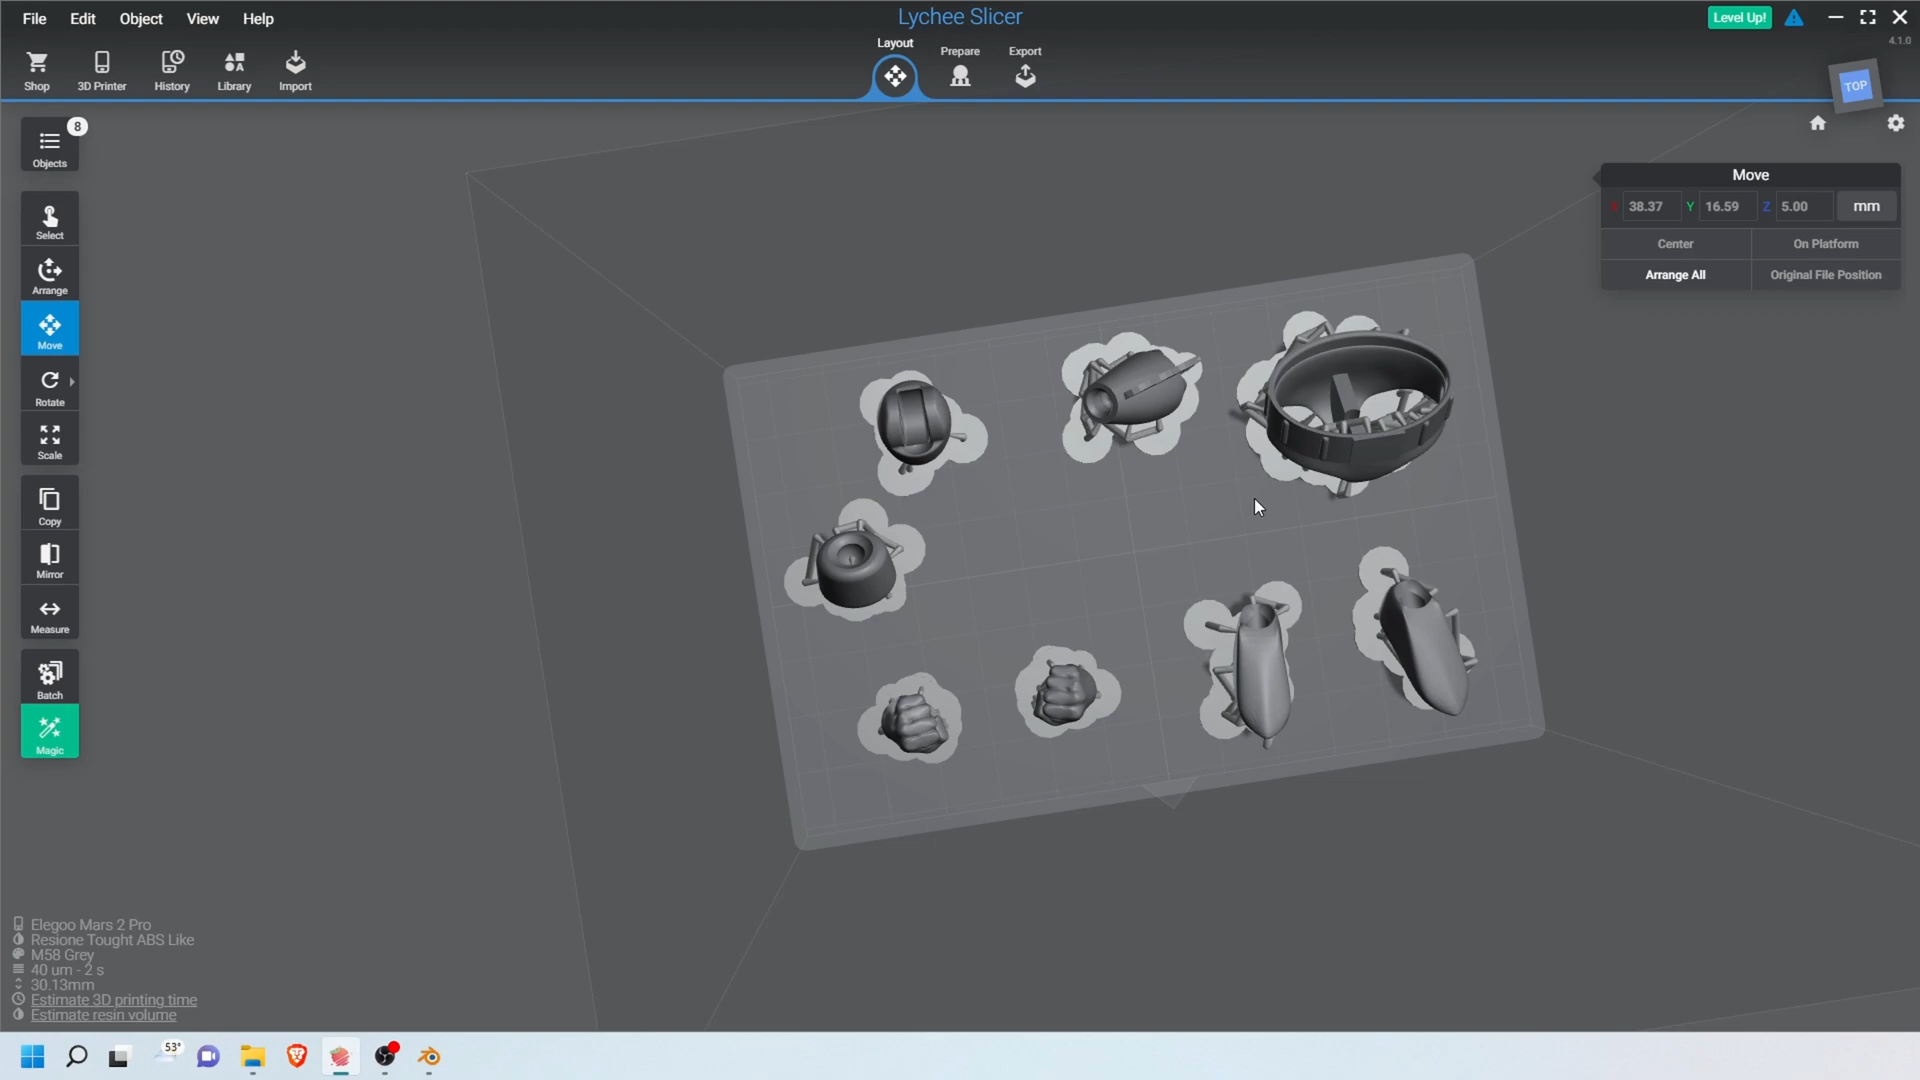 File Edit Object View Help
Lychee Slicer
Level Up!
4.1.0
Shop 3D Printer History Library Import
Layout Prepare Export
TOP
8
Objects
Select
Arrange
Move
Rotate
Scale
Copy
Mirror
Measure
Batch
Magic
Move
X 38.37 Y 16.59 Z 5.00 mm
Center On Platform
Arrange All Original File Position
Elegoo Mars 2 Pro
Resione Tought ABS Like
M58 Grey
40 um - 2 s
30.13mm
Estimate 3D printing time
Estimate resin volume
53°